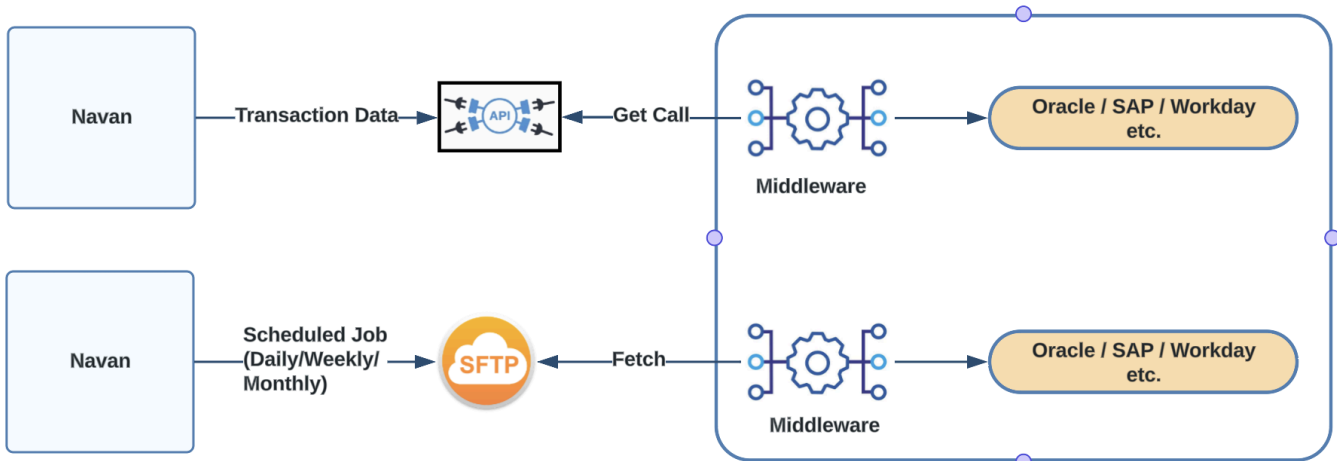 Navan
Transaction Data
API
Get Call
Middleware
Oracle / SAP / Workday
etc.
Navan
Scheduled Job
(Daily/Weekly/
Monthly)
SFTP
Fetch
Middleware
Oracle / SAP / Workday
etc.